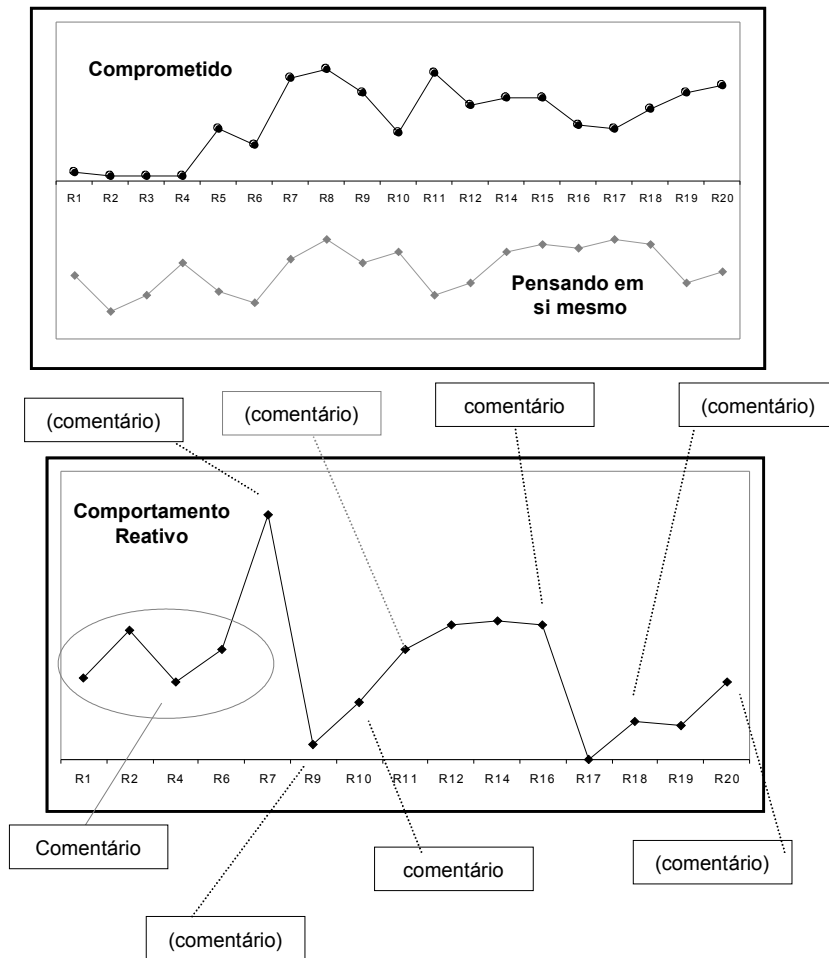 Comprometido
R1 R2 R3 R4 R5 R6 R7 R8 R9 R10 R11 R12 R14 R15 R16 R17 R18 R19 R20
Pensando em
si mesmo
(comentário) (comentário) comentário (comentário)
Comportamento
Reativo
R1 R2 R4 R6 R7 R9 R10 R11 R12 R14 R16 R17 R18 R19 R20
Comentário
comentário
(comentário)
(comentário)